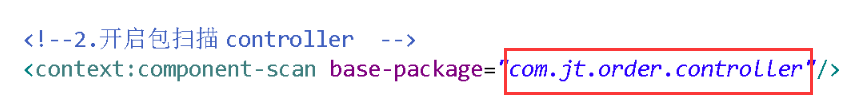 <!--2.开启包扫描 controller  -->
<context:component-scan base-package="com.jt.order.controller"/>